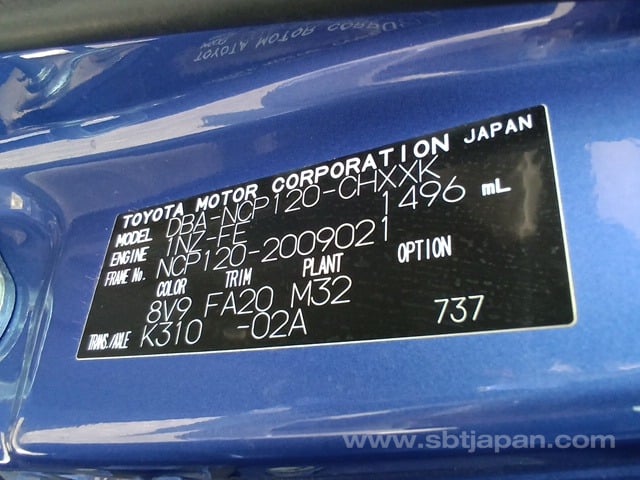 TOYOTA MOTOR CORPORATION JAPAN
MODEL DBA-NCP120-CHXXK
ENGINE 1NZ-FE 1496 mL
FRAME No. NCP120-2009021
COLOR TRIM PLANT OPTION
8V9 FA20 M32
TRANS./AXLE K310 -02A 737
www.sbtjapan.com